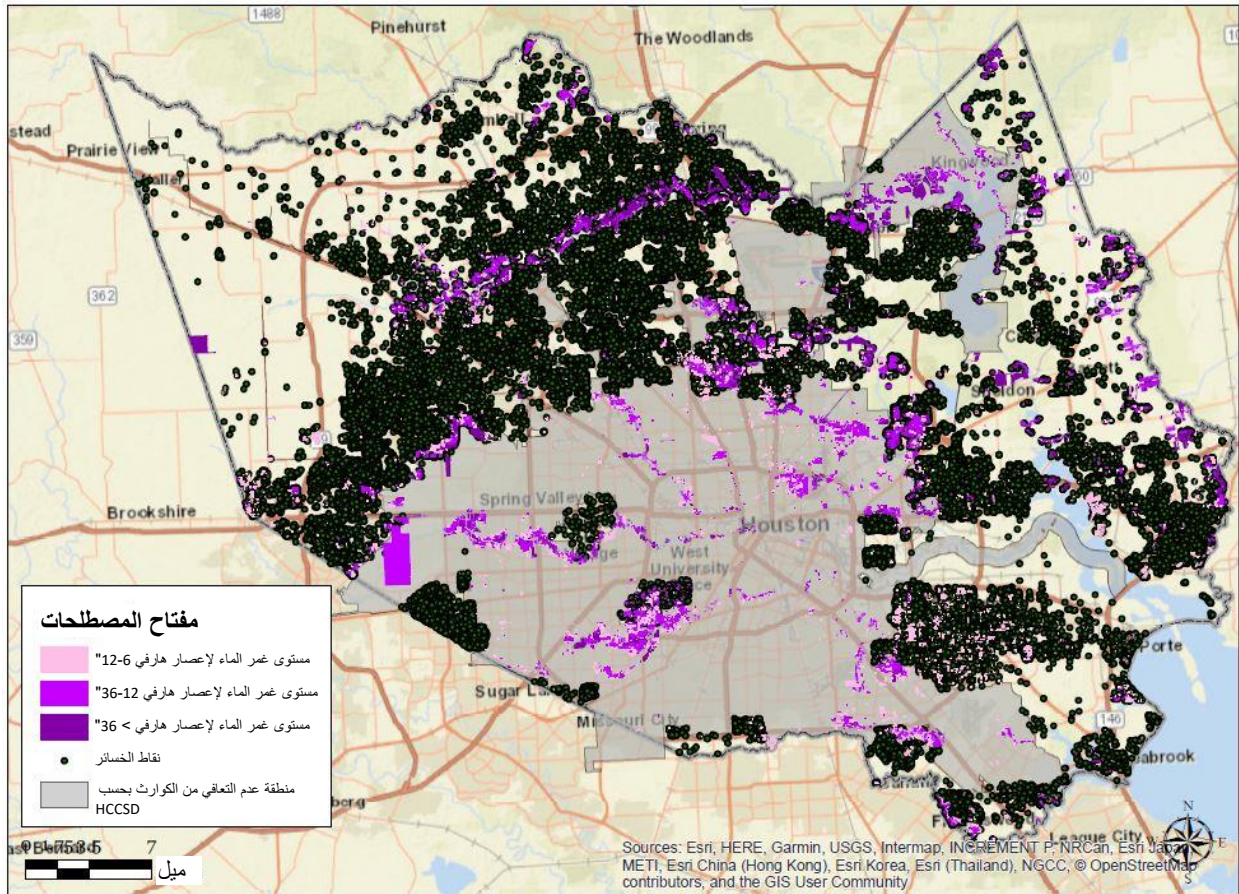 1488
Pinehurst
The Woodlands
stead
Prairie View
Kingwood
362
359
Sheldon
Brookshire
Spring Valley
Houston
West
University
Missouri City
146
League City
مفتاح المصطلحات
مستوى غمر الماء لإعصار هارفي 6-12"
مستوى غمر الماء لإعصار هارفي 12-36"
مستوى غمر الماء لإعصار هارفي > 36"
نقاط الخسائر
منطقة عدم التعافي من الكوارث بحسب
HCCSD
7
ميل
N
E
S
Sources: Esri, HERE, Garmin, USGS, Intermap, INCREMENT P, NRCan, Esri Japan,
METI, Esri China (Hong Kong), Esri Korea, Esri (Thailand), NGCC, © OpenStreetMap
contributors, and the GIS User Community